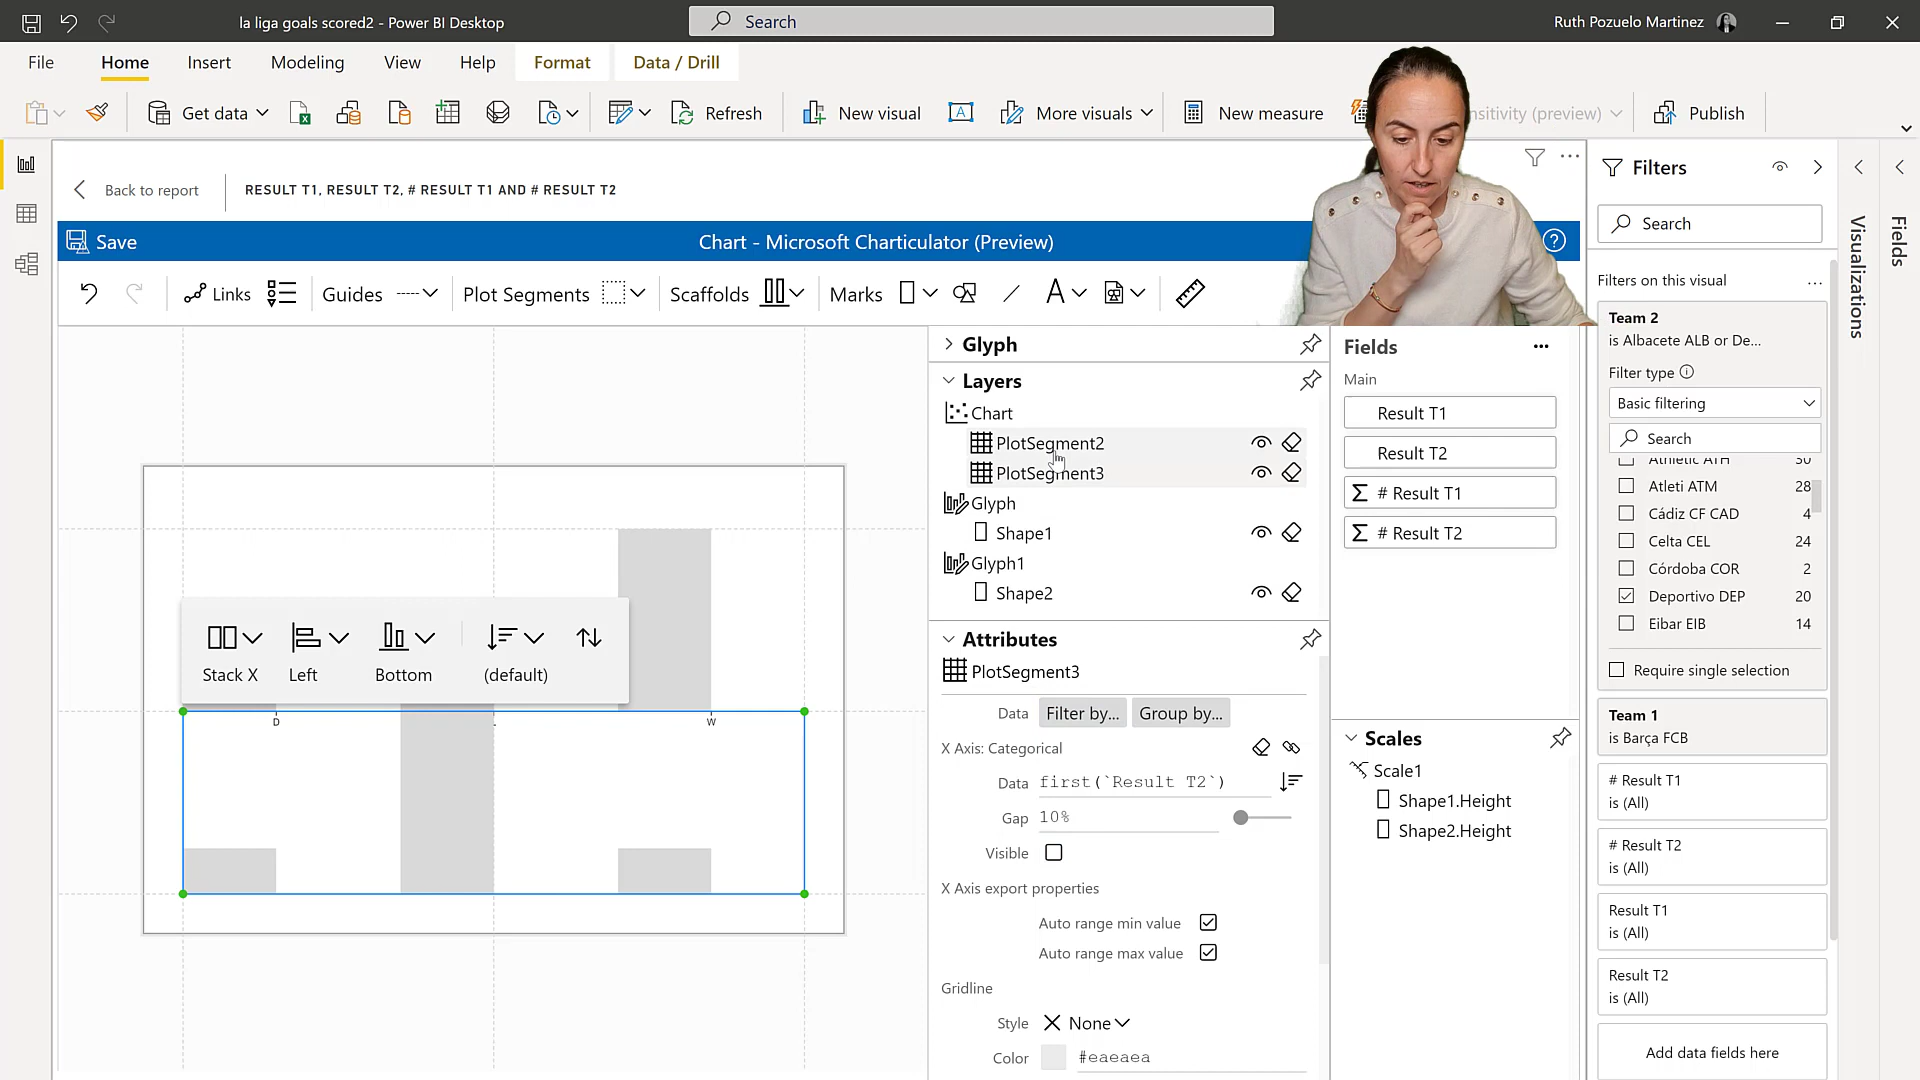 la liga goals scored2 - Power BI Desktop
Search
Ruth Pozuelo Martinez
File
Home
Insert
Modeling
View
Help
Format
Data / Drill
Get data
Refresh
New visual
More visuals
New measure
(preview)
Publish
Back to report
RESULT T1, RESULT T2, # RESULT T1 AND # RESULT T2
Save
Chart - Microsoft Charticulator (Preview)
Links
Guides
Plot Segments
Scaffolds
Marks
Stack X
Left
Bottom
(default)
D
W
Glyph
Layers
Chart
PlotSegment2
PlotSegment3
Glyph
Shape1
Glyph1
Shape2
Attributes
PlotSegment3
Data
Filter by...
Group by...
X Axis: Categorical
Data
first(`Result T2`)
Gap
10%
Visible
X Axis export properties
Auto range min value
Auto range max value
Gridline
Style
None
Color
#eaeaea
Fields
Main
Result T1
Result T2
# Result T1
# Result T2
Scales
Scale1
Shape1.Height
Shape2.Height
Filters
Search
Filters on this visual
Team 2
is Albacete ALB or De...
Filter type
Basic filtering
Search
Athletic ATH 30
Atleti ATM 28
Cádiz CF CAD 4
Celta CEL 24
Córdoba COR 2
Deportivo DEP 20
Eibar EIB 14
Require single selection
Team 1
is Barça FCB
# Result T1
is (All)
# Result T2
is (All)
Result T1
is (All)
Result T2
is (All)
Add data fields here
Visualizations
Fields